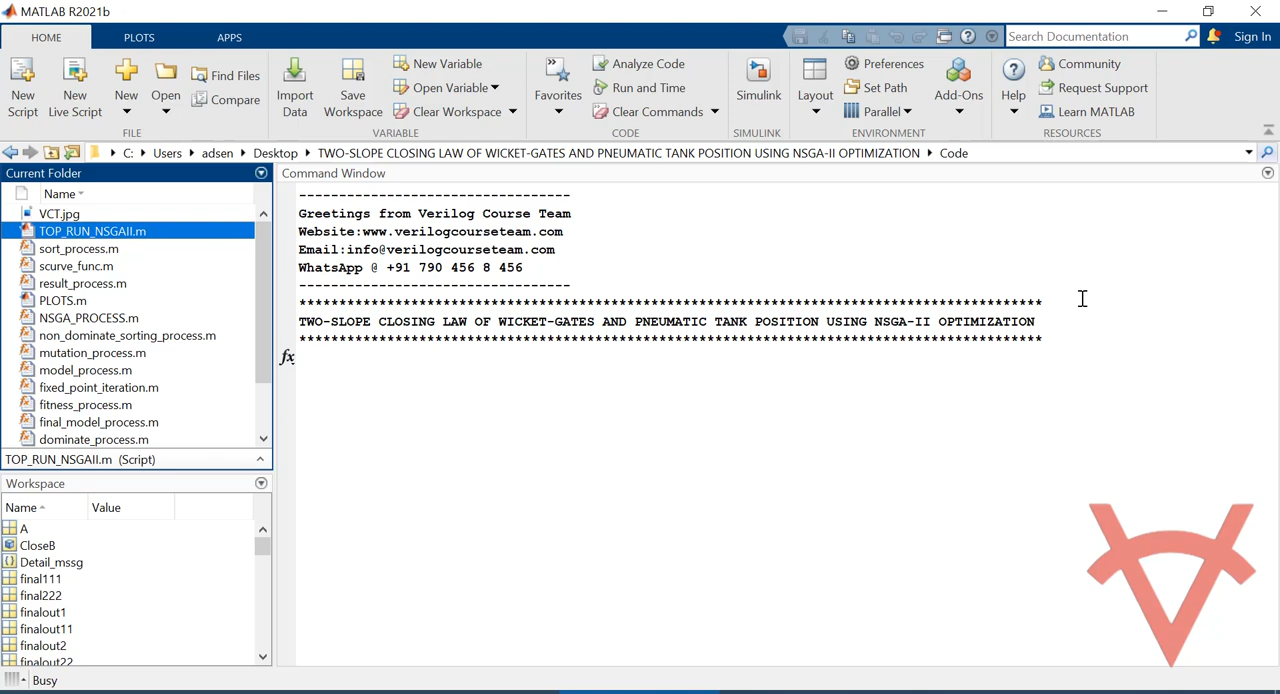 MATLAB R2021b
HOME PLOTS APPS
Search Documentation
Sign In
New Script
New Live Script
New
Open
Find Files
Compare
FILE
Import Data
Save Workspace
New Variable
Open Variable
Clear Workspace
VARIABLE
Favorites
Analyze Code
Run and Time
Clear Commands
CODE
Simulink
SIMULINK
Layout
Preferences
Set Path
Parallel
Add-Ons
ENVIRONMENT
Help
Community
Request Support
Learn MATLAB
RESOURCES
C: Users adsen Desktop TWO-SLOPE CLOSING LAW OF WICKET-GATES AND PNEUMATIC TANK POSITION USING NSGA-II OPTIMIZATION Code
Current Folder
Name
VCT.jpg
TOP_RUN_NSGAII.m
sort_process.m
scurve_func.m
result_process.m
PLOTS.m
NSGA_PROCESS.m
non_dominate_sorting_process.m
mutation_process.m
model_process.m
fixed_point_iteration.m
fitness_process.m
final_model_process.m
dominate_process.m
TOP_RUN_NSGAII.m (Script)
Workspace
Name Value
A
CloseB
Detail_mssg
final111
final222
finalout1
finalout11
finalout2
finalout22
Command Window
----------------------------------
Greetings from Verilog Course Team
Website:www.verilogcourseteam.com
Email:info@verilogcourseteam.com
WhatsApp @ +91 790 456 8 456
----------------------------------
*********************************************************************************************
TWO-SLOPE CLOSING LAW OF WICKET-GATES AND PNEUMATIC TANK POSITION USING NSGA-II OPTIMIZATION
*********************************************************************************************
fx
Busy